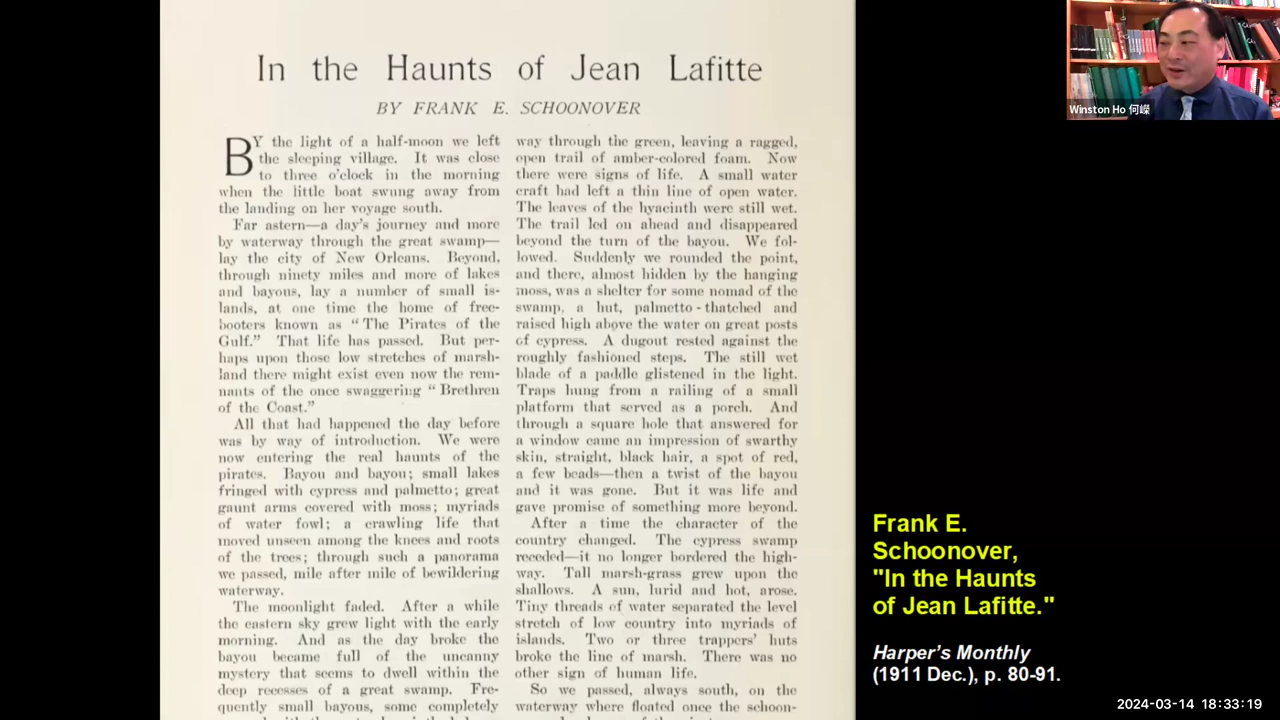 In the Haunts of Jean Lafitte
BY FRANK E. SCHOONOVER
BY the light of a half-moon we left
the sleeping village. It was close
to three o'clock in the morning
when the little boat swung away from
the landing on her voyage south.
Far astern—a day's journey and more
by waterway through the great swamp—
lay the city of New Orleans. Beyond,
through ninety miles and more of lakes
and bayous, lay a number of small is-
lands, at one time the home of free-
booters known as "The Pirates of the
Gulf." That life has passed. But per-
haps upon those low stretches of marsh-
land there might exist even now the rem-
nants of the once swaggering "Brethren
of the Coast."
All that had happened the day before
was by way of introduction. We were
now entering the real haunts of the
pirates. Bayou and bayou; small lakes
fringed with cypress and palmetto; great
gaunt arms covered with moss; myriads
of water fowl; a crawling life that
moved unseen among the knees and roots
of the trees; through such a panorama
we passed, mile after mile of bewildering
waterway.
The moonlight faded. After a while
the eastern sky grew light with the early
morning. And as the day broke the
bayou became full of the uncanny
mystery that seems to dwell within the
deep recesses of a great swamp. Fre-
quently small bayous, some completely
way through the green, leaving a ragged,
open trail of amber-colored foam. Now
there were signs of life. A small water
craft had left a thin line of open water.
The leaves of the hyacinth were still wet.
The trail led on ahead and disappeared
beyond the turn of the bayou. We fol-
lowed. Suddenly we rounded the point,
and there, almost hidden by the hanging
moss, was a shelter for some nomad of the
swamp, a hut, palmetto-thatched and
raised high above the water on great posts
of cypress. A dugout rested against the
roughly fashioned steps. The still wet
blade of a paddle glistened in the light.
Traps hung from a railing of a small
platform that served as a porch. And
through a square hole that answered for
a window came an impression of swarthy
skin, straight, black hair, a spot of red,
a few beads—then a twist of the bayou
and it was gone. But it was life and
gave promise of something more beyond.
After a time the character of the
country changed. The cypress swamp
receded—it no longer bordered the high-
way. Tall marsh-grass grew upon the
shallows. A sun, lurid and hot, arose.
Tiny threads of water separated the level
stretch of low country into myriads of
islands. Two or three trappers' huts
broke the line of marsh. There was no
other sign of human life.
So we passed, always south, on the
waterway where floated once the schoon-
Winston Ho 何嶸
Frank E.
Schoonover,
"In the Haunts
of Jean Lafitte."
Harper's Monthly
(1911 Dec.), p. 80-91.
2024-03-14 18:33:19